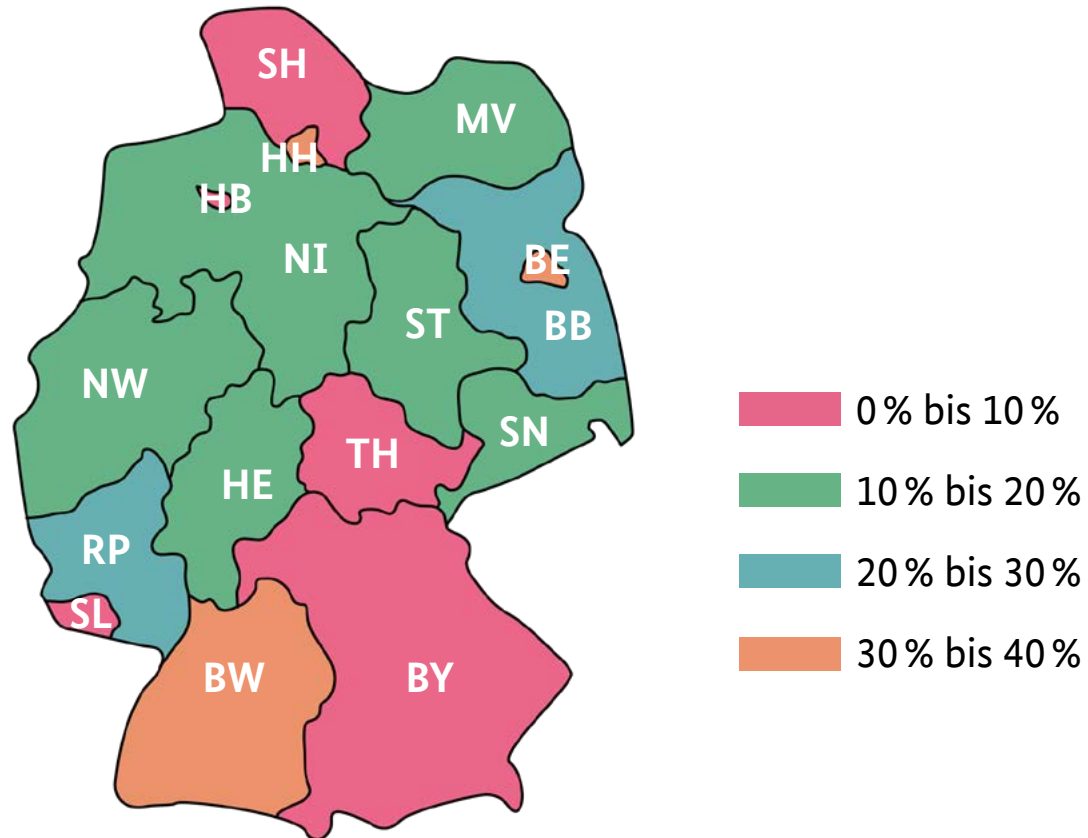 SH
MV
HH
HB
NI
BE
BB
ST
NW
SN
TH
HE
RP
SL
BW
BY
0 % bis 10 %
10 % bis 20 %
20 % bis 30 %
30 % bis 40 %